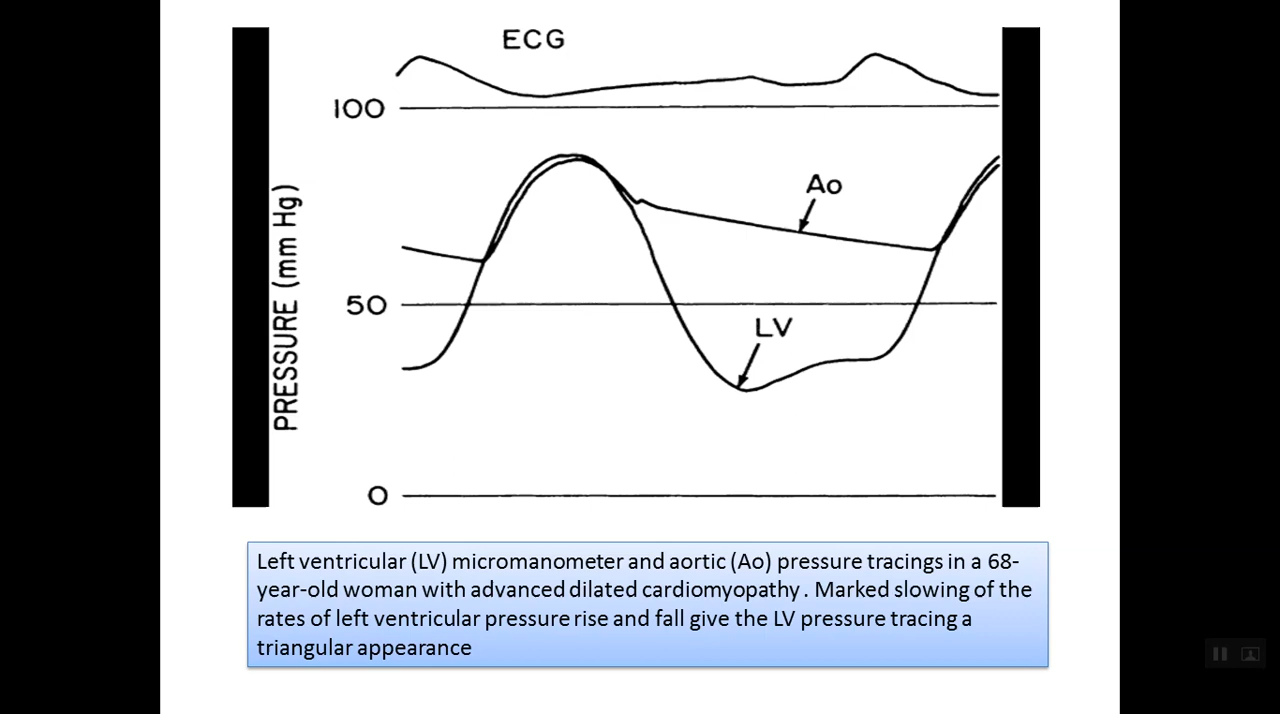 ECG
100
Ao
PRESSURE (mm Hg)
50
LV
0
Left ventricular (LV) micromanometer and aortic (Ao) pressure tracings in a 68-
year-old woman with advanced dilated cardiomyopathy . Marked slowing of the
rates of left ventricular pressure rise and fall give the LV pressure tracing a
triangular appearance